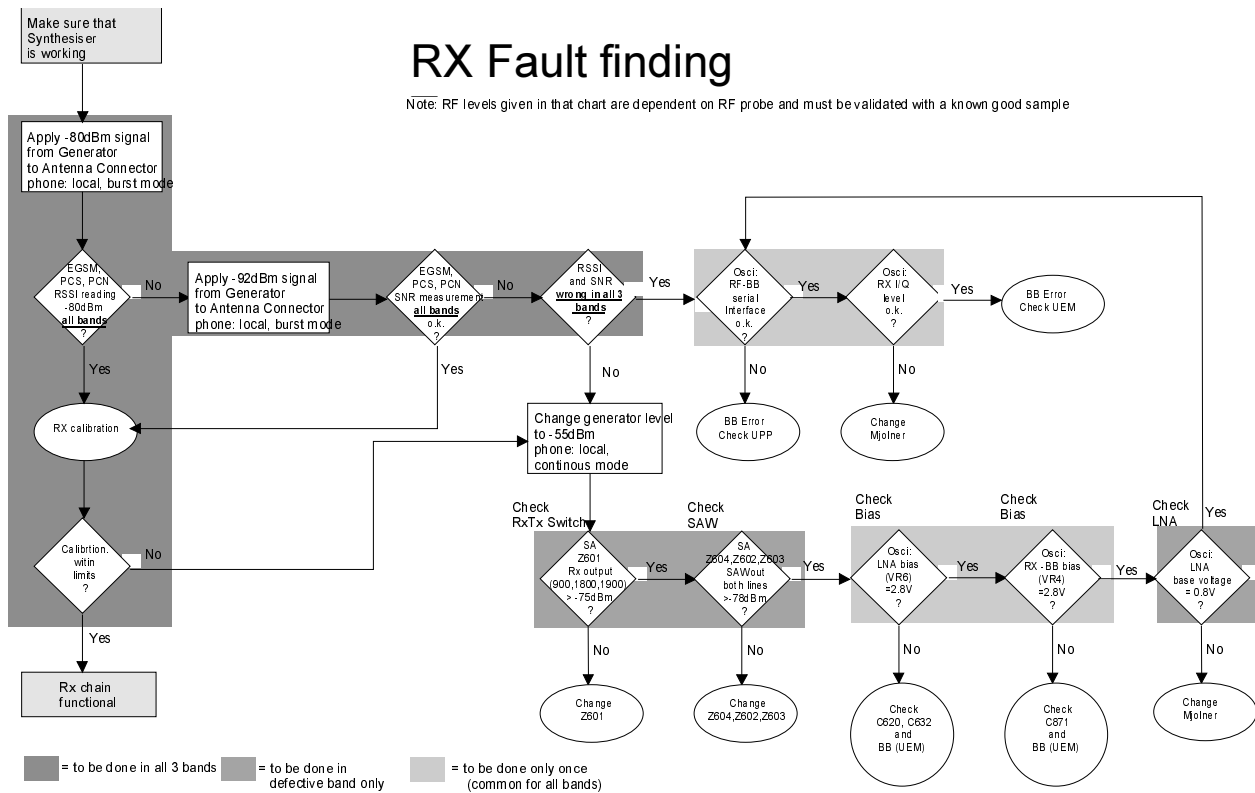 Make sure that
Synthesiser
is working
RX Fault finding
Note: RF levels given in that chart are dependent on RF probe and must be validated with a known good sample
Apply -80dBm signal
from Generator
to Antenna Connector
phone: local, burst mode
EGSM,
PCS, PCN
RSSI reading
-80dBm
all bands
?
No
Yes
Apply -92dBm signal
from Generator
to Antenna Connector
phone: local, burst mode
EGSM,
PCS, PCN
SNR measurement
all bands
o.k.
?
No
Yes
RSSI
and SNR
wrong in all 3
bands
?
Yes
No
Osci:
RF-BB
serial
Interface
o.k.
?
Yes
No
Osci:
RX I/Q
level
o.k.
?
Yes
No
BB Error
Check UEM
RX calibration
Change generator level
to -55dBm
phone: local,
continous mode
BB Error
Check UPP
Change
Mjolner
Calibrtion.
witin
limits
?
No
Yes
Rx chain
functional
Check
RxTx Switch
SA
Z601
Rx output
(900,1800,1900)
> -75dBm
?
Yes
No
Change
Z601
Check
SAW
SA
Z604,Z602,Z603
SAWout
both lines
>-78dBm
?
Yes
No
Change
Z604,Z602,Z603
Check
Bias
Osci:
LNA bias
(VR6)
=2.8V
?
Yes
No
Check
C620, C632
and
BB (UEM)
Check
Bias
Osci:
RX -BB bias
(VR4)
=2.8V
?
Yes
No
Check
C871
and
BB (UEM)
Check
LNA
Yes
Osci:
LNA
base voltage
= 0.8V
?
No
Change
Mjolner
= to be done in all 3 bands
= to be done in
defective band only
= to be done only once
(common for all bands)